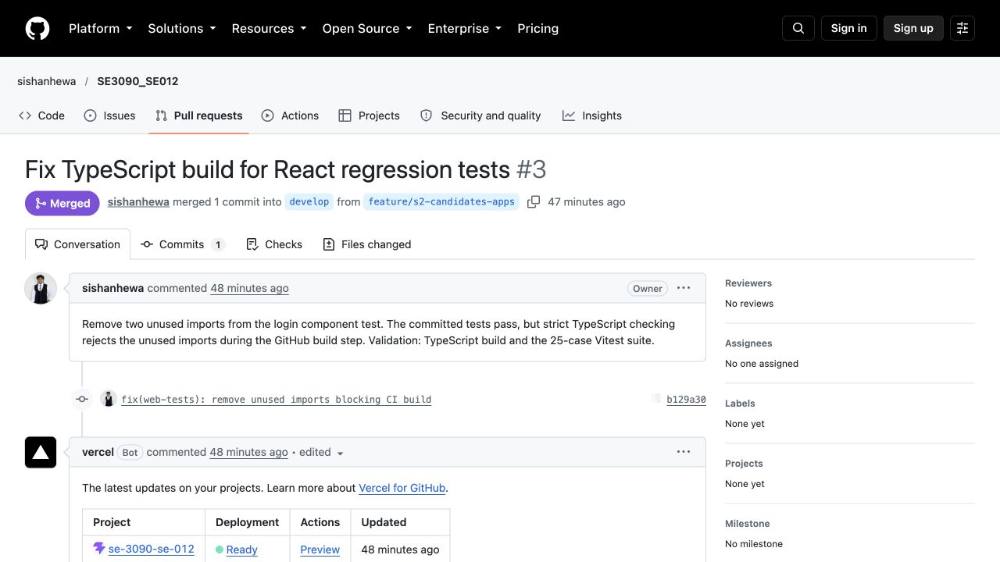 Platform Solutions Resources Open Source Enterprise Pricing Sign in Sign up
sishanhewa / SE3090_SE012
Code Issues Pull requests Actions Projects Security and quality Insights
Fix TypeScript build for React regression tests #3
Merged sishanhewa merged 1 commit into develop from feature/s2-candidates-apps 47 minutes ago
Conversation Commits 1 Checks Files changed
sishanhewa commented 48 minutes ago Owner
Remove two unused imports from the login component test. The committed tests pass, but strict TypeScript checking
rejects the unused imports during the GitHub build step. Validation: TypeScript build and the 25-case Vitest suite.
fix(web-tests): remove unused imports blocking CI build b129a30
vercel Bot commented 48 minutes ago • edited
The latest updates on your projects. Learn more about Vercel for GitHub.
Project Deployment Actions Updated
se-3090-se-012 Ready Preview 48 minutes ago
Reviewers
No reviews
Assignees
No one assigned
Labels
None yet
Projects
None yet
Milestone
No milestone